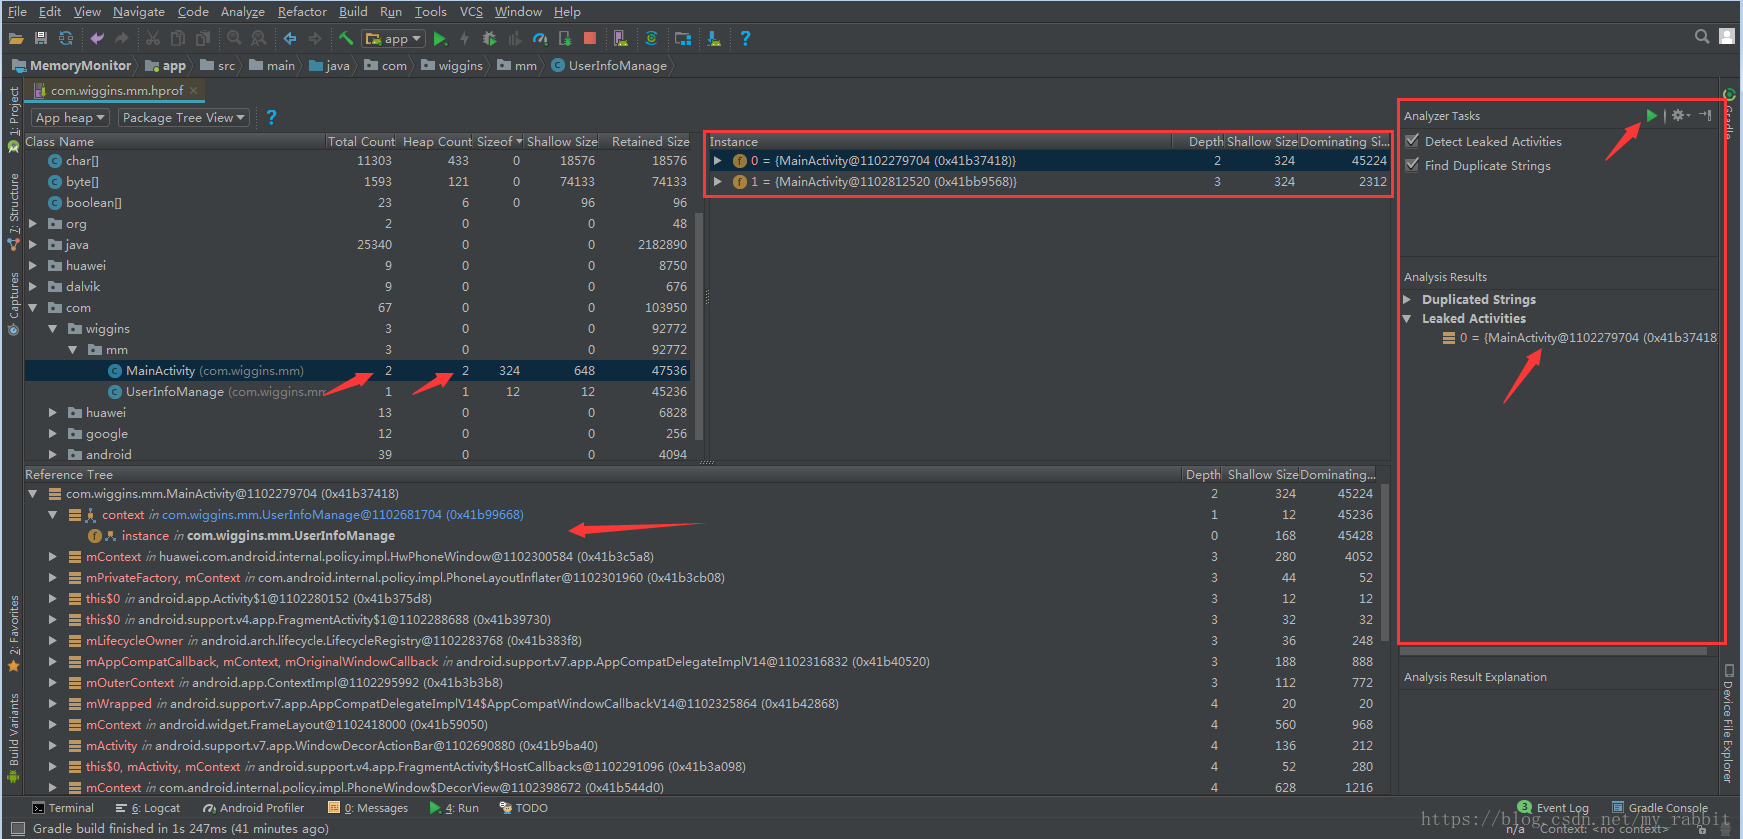 File Edit View Navigate Code Analyze Refactor Build Run Tools VCS Window Help
app
MemoryMonitor app src main java com wiggins mm UserInfoManage
com.wiggins.mm.hprof
App heap Package Tree View ?
Class Name Total Count Heap Count Sizeof Shallow Size Retained Size
char[] 11303 433 0 18576 18576
byte[] 1593 121 0 74133 74133
boolean[] 23 6 0 96 96
org 2 0 0 48
java 25340 0 0 2182890
huawei 9 0 0 8750
dalvik 9 0 0 676
com 67 0 0 103950
wiggins 3 0 0 92772
mm 3 0 0 92772
MainActivity (com.wiggins.mm) 2 2 324 648 47536
UserInfoManage (com.wiggins.mm 1 1 12 12 45236
huawei 13 0 0 6828
google 12 0 0 256
android 39 0 0 4094
Instance Depth Shallow Size Dominating Si...
0 = {MainActivity@1102279704 (0x41b37418)} 2 324 45224
1 = {MainActivity@1102812520 (0x41bb9568)} 3 324 2312
Analyzer Tasks
Detect Leaked Activities
Find Duplicate Strings
Analysis Results
Duplicated Strings
Leaked Activities
0 = {MainActivity@1102279704 (0x41b37418
Analysis Result Explanation
Reference Tree Depth Shallow Size Dominating...
com.wiggins.mm.MainActivity@1102279704 (0x41b37418) 2 324 45224
context in com.wiggins.mm.UserInfoManage@1102681704 (0x41b99668) 1 12 45236
instance in com.wiggins.mm.UserInfoManage 0 168 45428
mContext in huawei.com.android.internal.policy.impl.HwPhoneWindow@1102300584 (0x41b3c5a8) 3 280 4052
mPrivateFactory, mContext in com.android.internal.policy.impl.PhoneLayoutInflater@1102301960 (0x41b3cb08) 3 44 52
this$0 in android.app.Activity$1@1102280152 (0x41b375d8) 3 12 12
this$0 in android.support.v4.app.FragmentActivity$1@1102288688 (0x41b39730) 3 32 32
mLifecycleOwner in android.arch.lifecycle.LifecycleRegistry@1102283768 (0x41b383f8) 3 36 248
mAppCompatCallback, mContext, mOriginalWindowCallback in android.support.v7.app.AppCompatDelegateImplV14@1102316832 (0x41b40520) 3 188 888
mOuterContext in android.app.ContextImpl@1102295992 (0x41b3b3b8) 3 112 772
mWrapped in android.support.v7.app.AppCompatDelegateImplV14$AppCompatWindowCallbackV14@1102325864 (0x41b42868) 4 20 20
mContext in android.widget.FrameLayout@1102418000 (0x41b59050) 4 560 968
mActivity in android.support.v7.app.WindowDecorActionBar@1102690880 (0x41b9ba40) 4 136 212
this$0, mActivity, mContext in android.support.v4.app.FragmentActivity$HostCallbacks@1102291096 (0x41b3a098) 4 52 280
mContext in com.android.internal.policy.impl.PhoneWindow$DecorView@1102398672 (0x41b544d0) 4 628 1216
1: Project
7: Structure
Captures
2: Favorites
Build Variants
Gradle
Device File Explorer
Terminal 6: Logcat Android Profiler 0: Messages 4: Run TODO 3 Event Log Gradle Console
Gradle build finished in 1s 247ms (41 minutes ago) n/a Context: <no context>
https://blog.csdn.net/my_rabbit